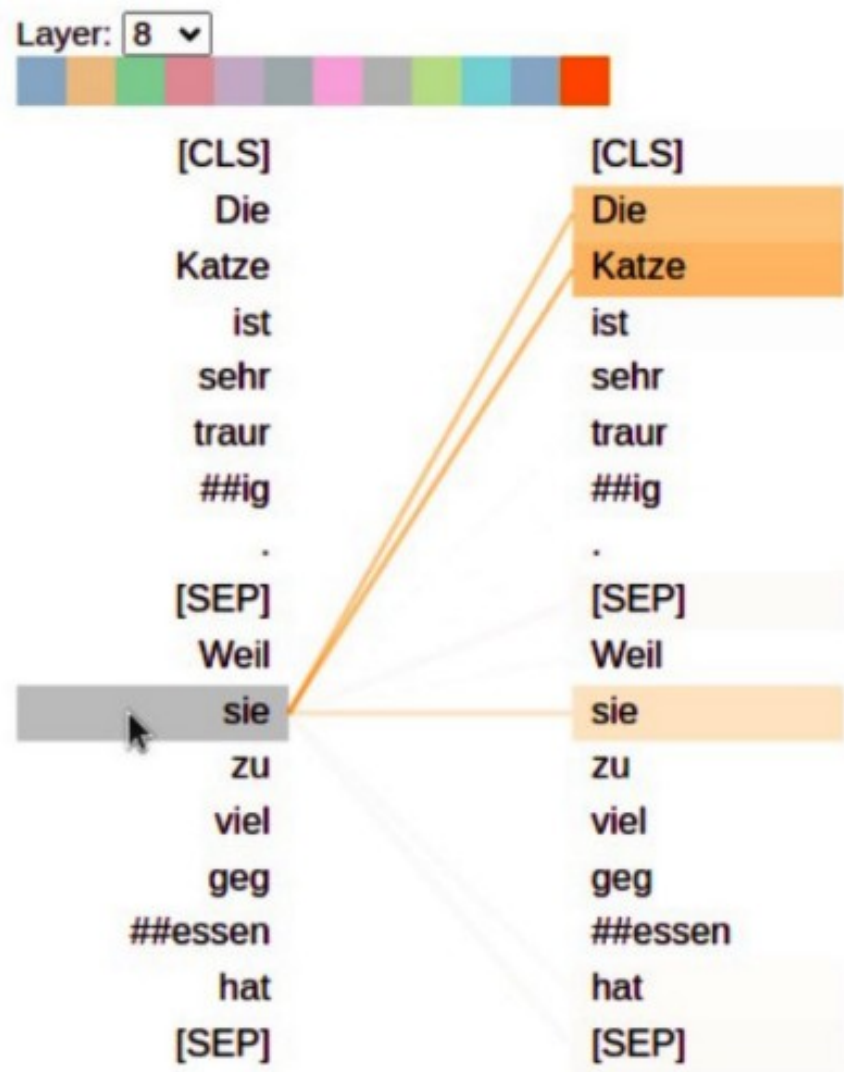 Layer: 8
[CLS] [CLS]
Die Die
Katze Katze
ist ist
sehr sehr
traur traur
##ig ##ig
. .
[SEP] [SEP]
Weil Weil
sie sie
zu zu
viel viel
geg geg
##essen ##essen
hat hat
[SEP] [SEP]